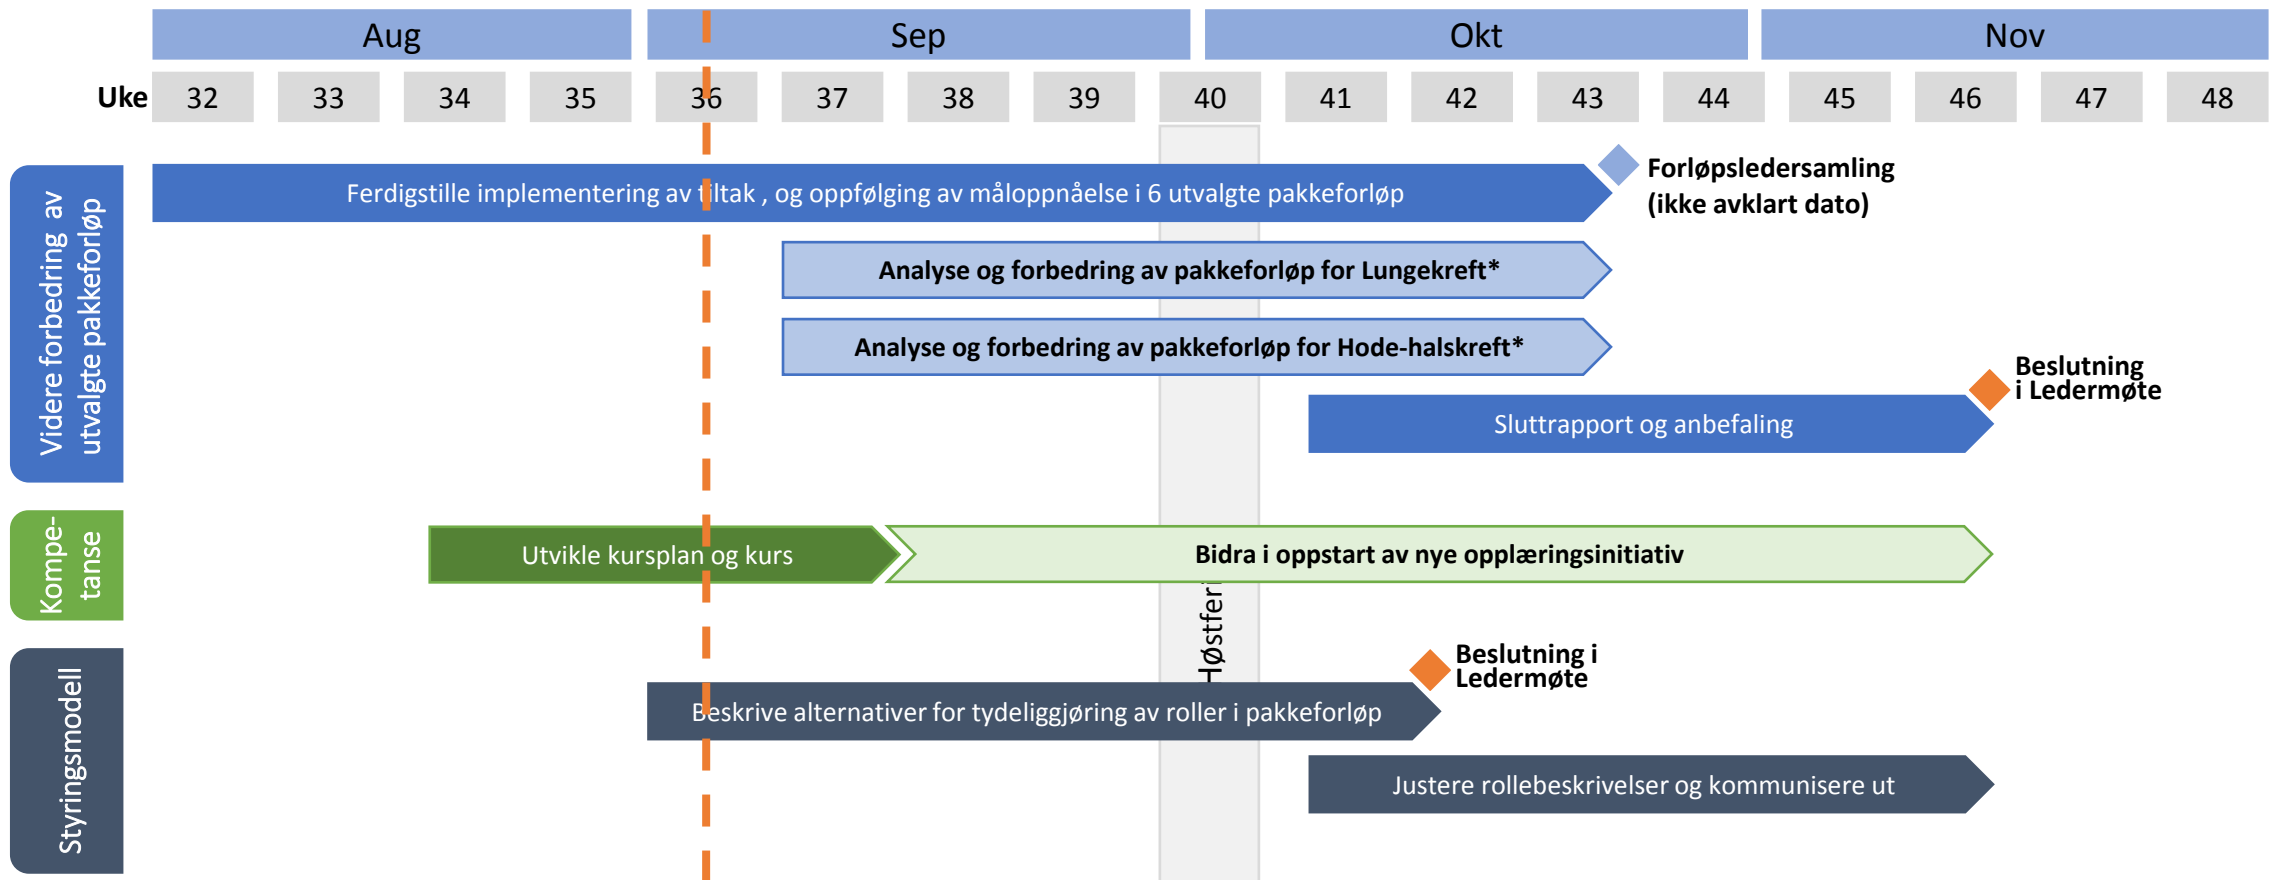 Aug Sep Okt Nov
Uke 32 33 34 35 36 37 38 39 40 41 42 43 44 45 46 47 48
Videre forbedring av
utvalgte pakkeforløp
Ferdigstille implementering av tiltak , og oppfølging av måloppnåelse i 6 utvalgte pakkeforløp
Forløpsledersamling
(ikke avklart dato)
Analyse og forbedring av pakkeforløp for Lungekreft*
Analyse og forbedring av pakkeforløp for Hode-halskreft*
Beslutning
i Ledermøte
Sluttrapport og anbefaling
Kompe-
tanse
Utvikle kursplan og kurs
Bidra i oppstart av nye opplæringsinitiativ
Høstferi
Styringsmodell
Beslutning i
Ledermøte
Beskrive alternativer for tydeliggjøring av roller i pakkeforløp
Justere rollebeskrivelser og kommunisere ut